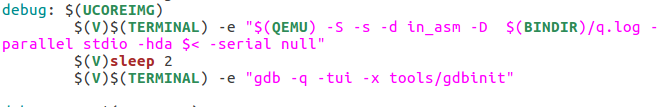 debug: $(UCOREIMG)
$(V)$(TERMINAL) -e "$(QEMU) -S -s -d in_asm -D  $(BINDIR)/q.log -
parallel stdio -hda $< -serial null"
$(V)sleep 2
$(V)$(TERMINAL) -e "gdb -q -tui -x tools/gdbinit"